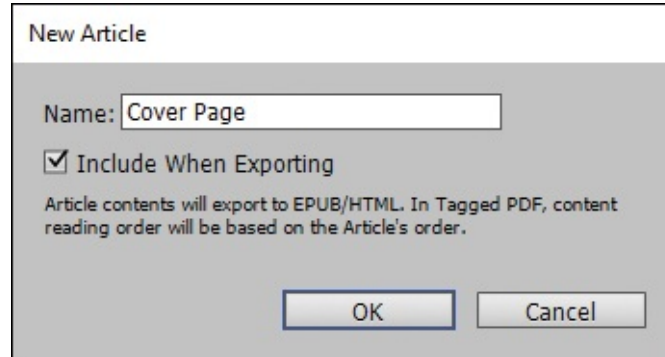 New Article
Name: Cover Page
Include When Exporting
Article contents will export to EPUB/HTML. In Tagged PDF, content
reading order will be based on the Article's order.
OK Cancel